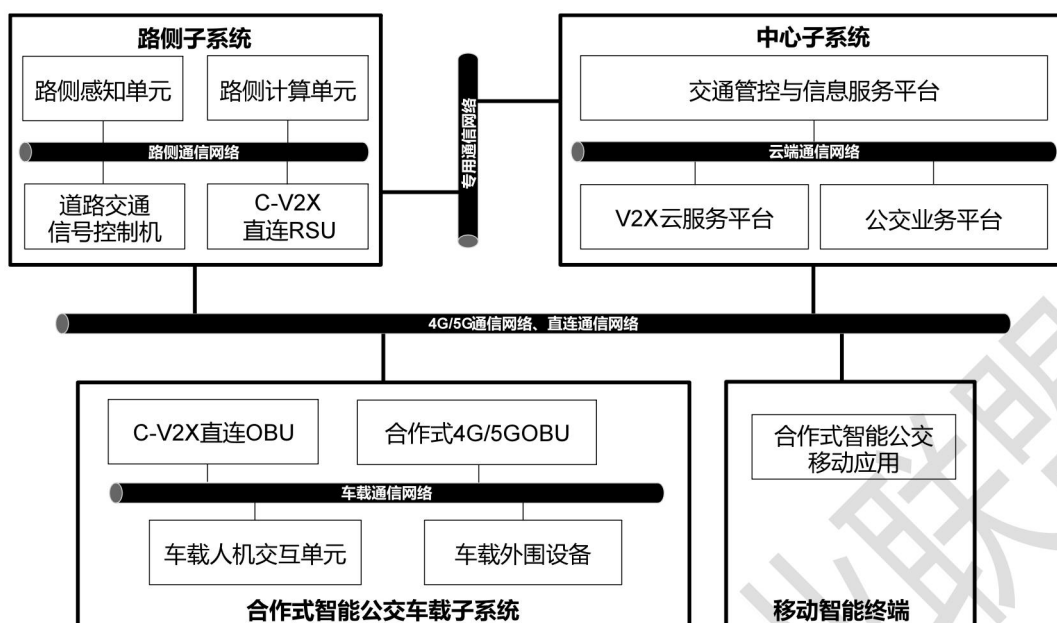 路侧子系统
路侧感知单元
路侧计算单元
路侧通信网络
道路交通
信号控制机
C-V2X
直连RSU
专用通信网络
中心子系统
交通管控与信息服务平台
云端通信网络
V2X云服务平台
公交业务平台
4G/5G通信网络、直连通信网络
C-V2X直连OBU
合作式4G/5GOBU
车载通信网络
车载人机交互单元
车载外围设备
合作式智能公交车载子系统
合作式智能公交
移动应用
移动智能终端
业联盟